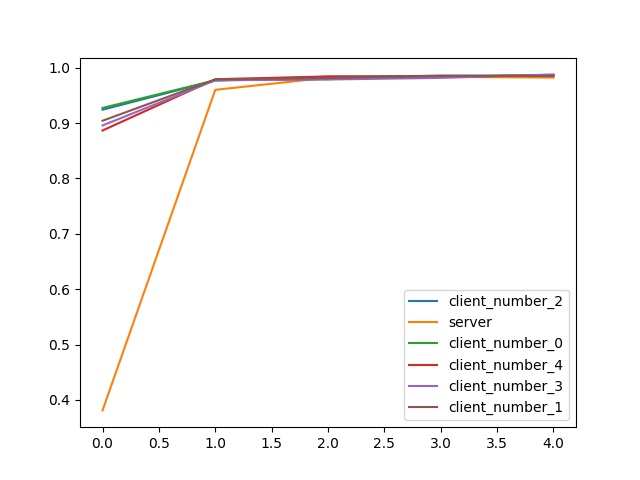 1.0
0.9
0.8
0.7
0.6
0.5
0.4
client_number_2
server
client_number_0
client_number_4
client_number_3
client_number_1
0.0 0.5 1.0 1.5 2.0 2.5 3.0 3.5 4.0